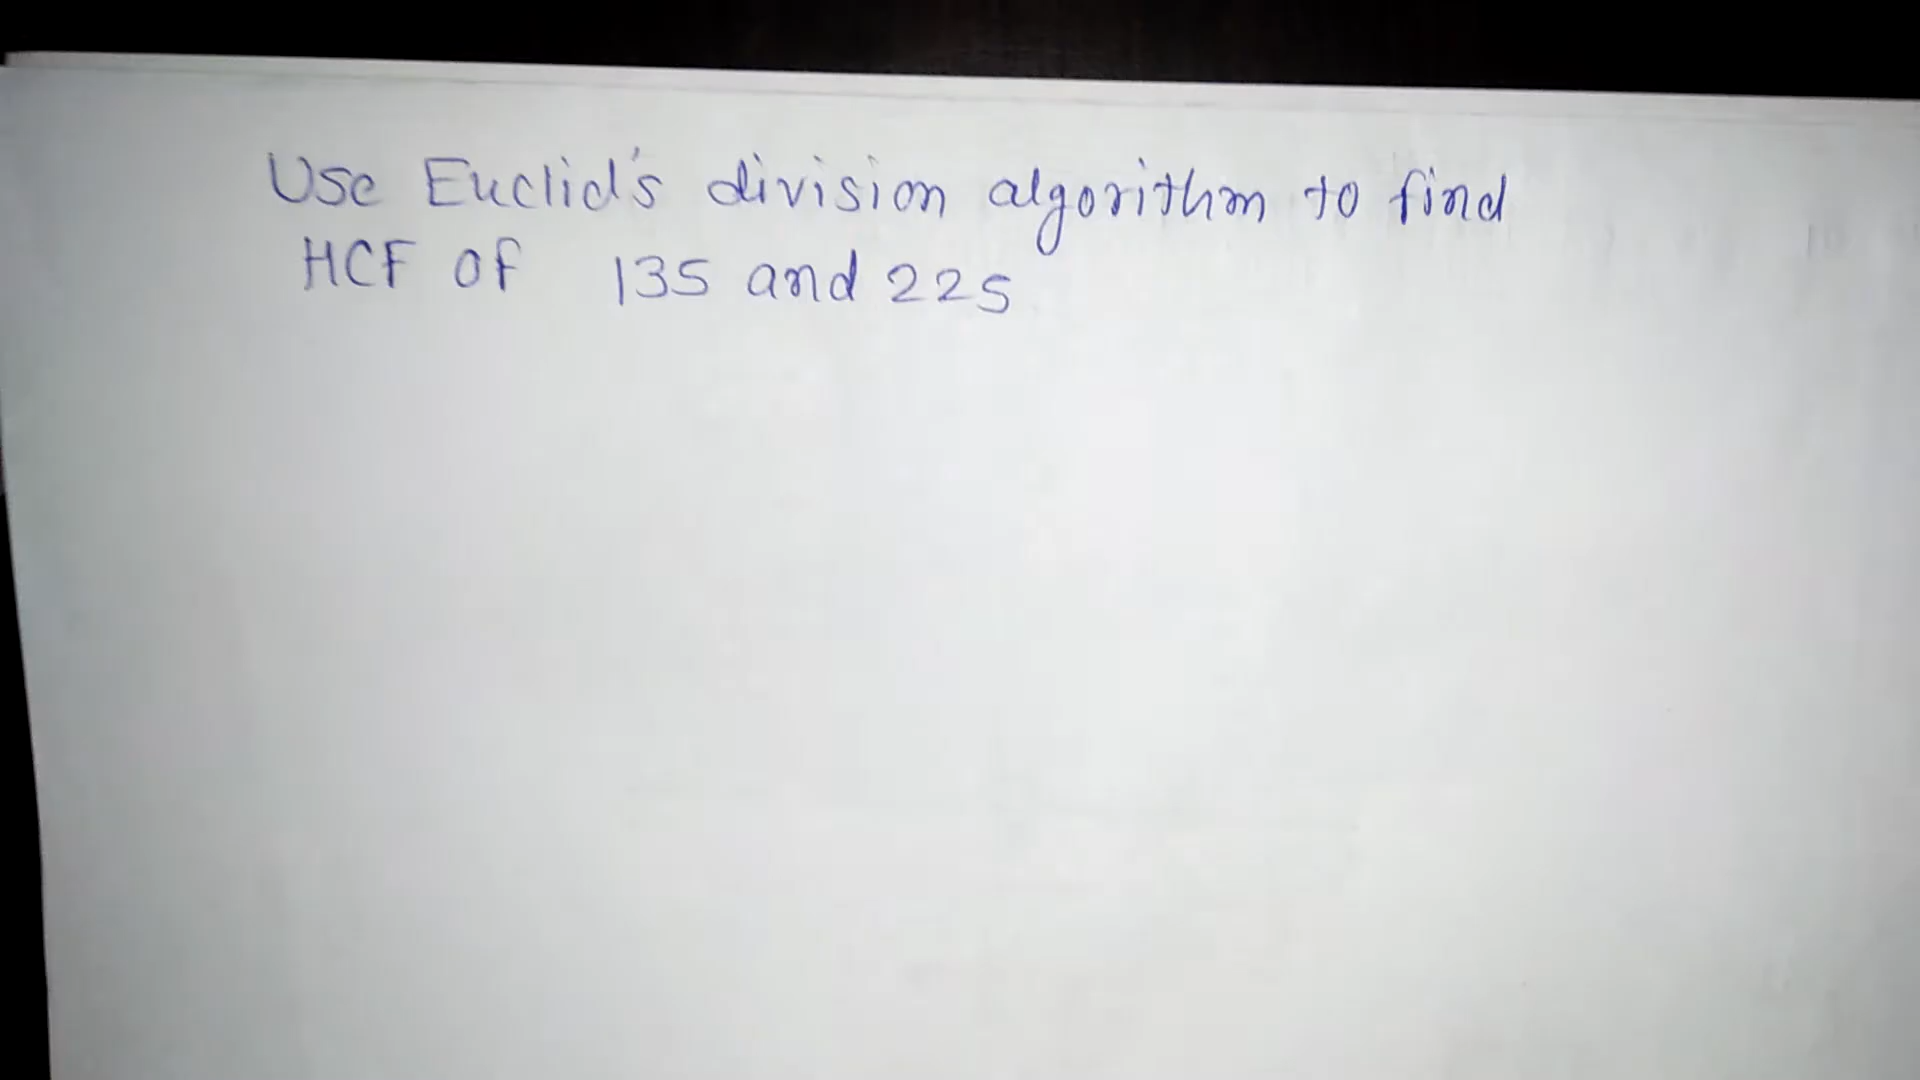 Use Euclid's division algorithm to find
HCF of 135 and 225